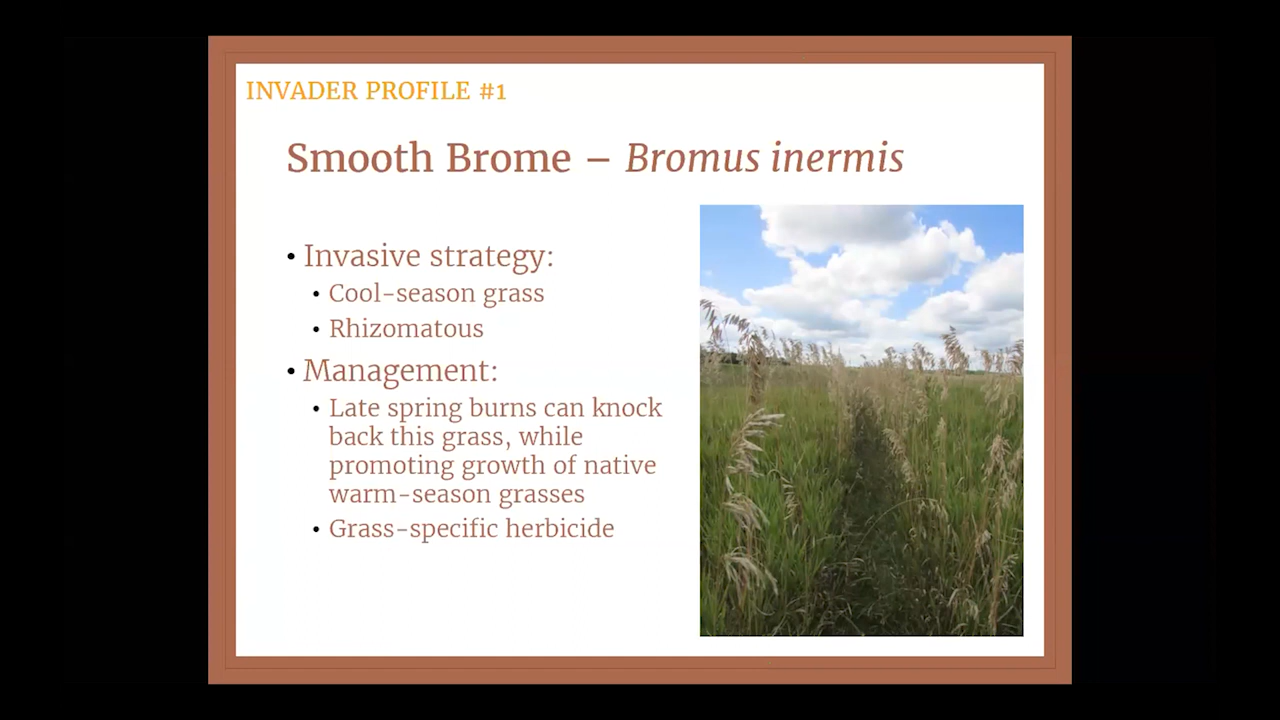 INVADER PROFILE #1
Smooth Brome – Bromus inermis
• Invasive strategy:
• Cool-season grass
• Rhizomatous
• Management:
• Late spring burns can knock
back this grass, while
promoting growth of native
warm-season grasses
• Grass-specific herbicide